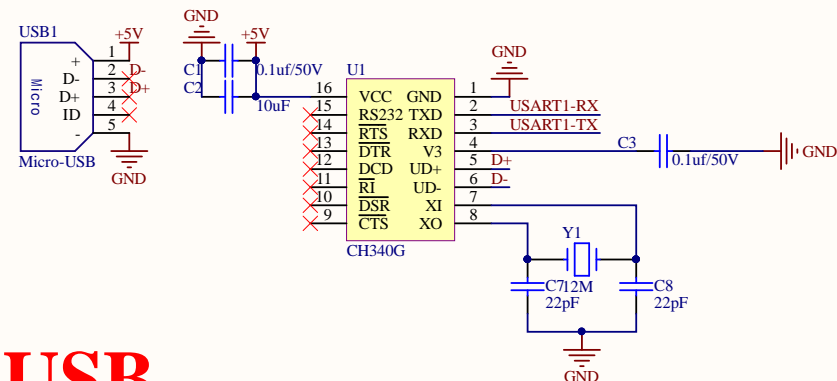 USB1
Micro
+
D-
D+
ID
-
1
2
3
4
5
+5V
D-
D+
Micro-USB
GND
GND
+5V
C1
0.1uf/50V
C2
10uF
U1
16 VCC GND 1
15 RS232 TXD 2 USART1-RX
14 RTS RXD 3 USART1-TX
13 DTR V3 4
12 DCD UD+ 5 D+
11 RI UD- 6 D-
10 DSR XI 7
9 CTS XO 8
CH340G
GND
C3
0.1uf/50V
GND
Y1
12M
C7
22pF
C8
22pF
GND
USB